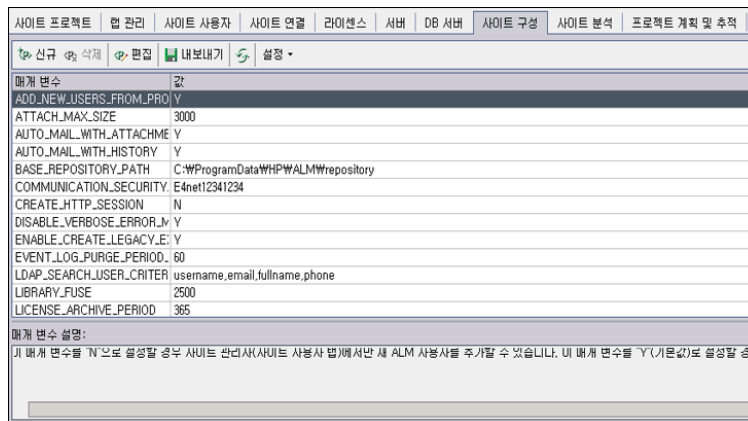 사이트 프로젝트 랩 관리 사이트 사용자 사이트 연결 라이센스 서버 DB 서버 사이트 구성 사이트 분석 프로젝트 계획 및 추적
신규 삭제 편집 내보내기 설정
매개 변수 값
ADD_NEW_USERS_FROM_PRO Y
ATTACH_MAX_SIZE 3000
AUTO_MAIL_WITH_ATTACHME Y
AUTO_MAIL_WITH_HISTORY Y
BASE_REPOSITORY_PATH C:₩ProgramData₩HP₩ALM₩repository
COMMUNICATION_SECURITY. E4net12341234
CREATE_HTTP_SESSION N
DISABLE_VERBOSE_ERROR_M Y
ENABLE_CREATE_LEGACY_E: Y
EVENT_LOG_PURGE_PERIOD_ 60
LDAP_SEARCH_USER_CRITER username,email,fullname,phone
LIBRARY_FUSE 2500
LICENSE_ARCHIVE_PERIOD 365
매개 변수 설명:
이 매개 변수를 "N"으로 설정할 경우 사이트 관리자(사이트 사용자 탭)에서만 새 ALM 사용자를 추가할 수 있습니다. 이 매개 변수를 "Y"(기본값)로 설정할 경